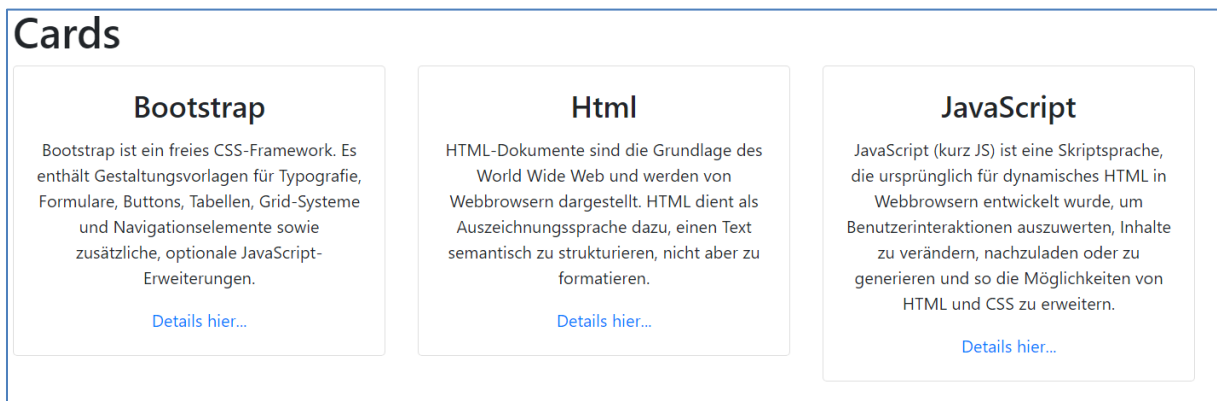 Cards
Bootstrap
Bootstrap ist ein freies CSS-Framework. Es
enthält Gestaltungsvorlagen für Typografie,
Formulare, Buttons, Tabellen, Grid-Systeme
und Navigationselemente sowie
zusätzliche, optionale JavaScript-
Erweiterungen.
Details hier...
Html
HTML-Dokumente sind die Grundlage des
World Wide Web und werden von
Webbrowsern dargestellt. HTML dient als
Auszeichnungssprache dazu, einen Text
semantisch zu strukturieren, nicht aber zu
formatieren.
Details hier...
JavaScript
JavaScript (kurz JS) ist eine Skriptsprache,
die ursprünglich für dynamisches HTML in
Webbrowsern entwickelt wurde, um
Benutzerinteraktionen auszuwerten, Inhalte
zu verändern, nachzuladen oder zu
generieren und so die Möglichkeiten von
HTML und CSS zu erweitern.
Details hier...